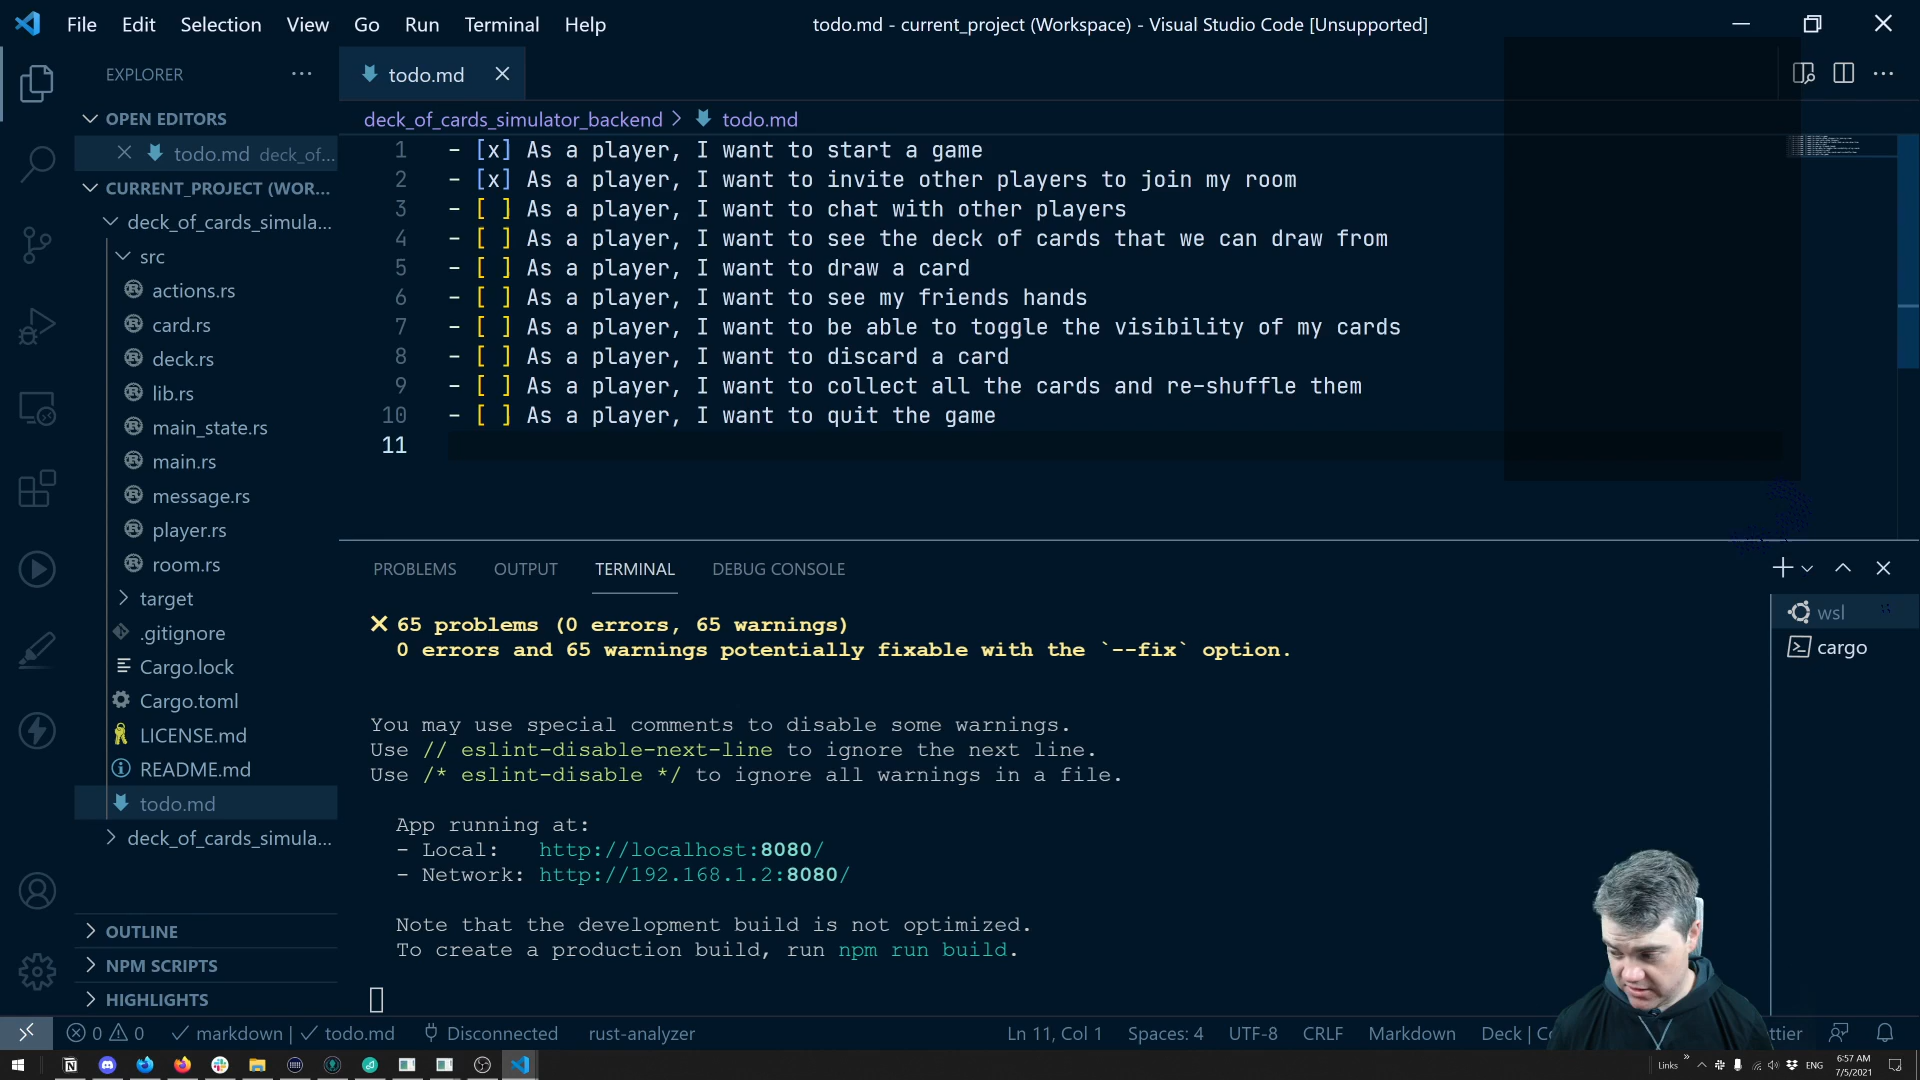 File Edit Selection View Go Run Terminal Help
todo.md - current_project (Workspace) - Visual Studio Code [Unsupported]
EXPLORER
todo.md
OPEN EDITORS
todo.md deck_of...
CURRENT_PROJECT (WOR...
deck_of_cards_simula...
src
actions.rs
card.rs
deck.rs
lib.rs
main_state.rs
main.rs
message.rs
player.rs
room.rs
target
.gitignore
Cargo.lock
Cargo.toml
LICENSE.md
README.md
todo.md
deck_of_cards_simula...
OUTLINE
NPM SCRIPTS
HIGHLIGHTS
deck_of_cards_simulator_backend > todo.md
1 - [x] As a player, I want to start a game
2 - [x] As a player, I want to invite other players to join my room
3 - [ ] As a player, I want to chat with other players
4 - [ ] As a player, I want to see the deck of cards that we can draw from
5 - [ ] As a player, I want to draw a card
6 - [ ] As a player, I want to see my friends hands
7 - [ ] As a player, I want to be able to toggle the visibility of my cards
8 - [ ] As a player, I want to discard a card
9 - [ ] As a player, I want to collect all the cards and re-shuffle them
10 - [ ] As a player, I want to quit the game
11
PROBLEMS OUTPUT TERMINAL DEBUG CONSOLE
wsl
cargo
✕ 65 problems (0 errors, 65 warnings)
0 errors and 65 warnings potentially fixable with the `--fix` option.
You may use special comments to disable some warnings.
Use // eslint-disable-next-line to ignore the next line.
Use /* eslint-disable */ to ignore all warnings in a file.
App running at:
- Local: http://localhost:8080/
- Network: http://192.168.1.2:8080/
Note that the development build is not optimized.
To create a production build, run npm run build.
0 0 markdown | todo.md Disconnected rust-analyzer
Ln 11, Col 1 Spaces: 4 UTF-8 CRLF Markdown Deck | Co ttier
Links » ENG 6:57 AM
7/5/2021